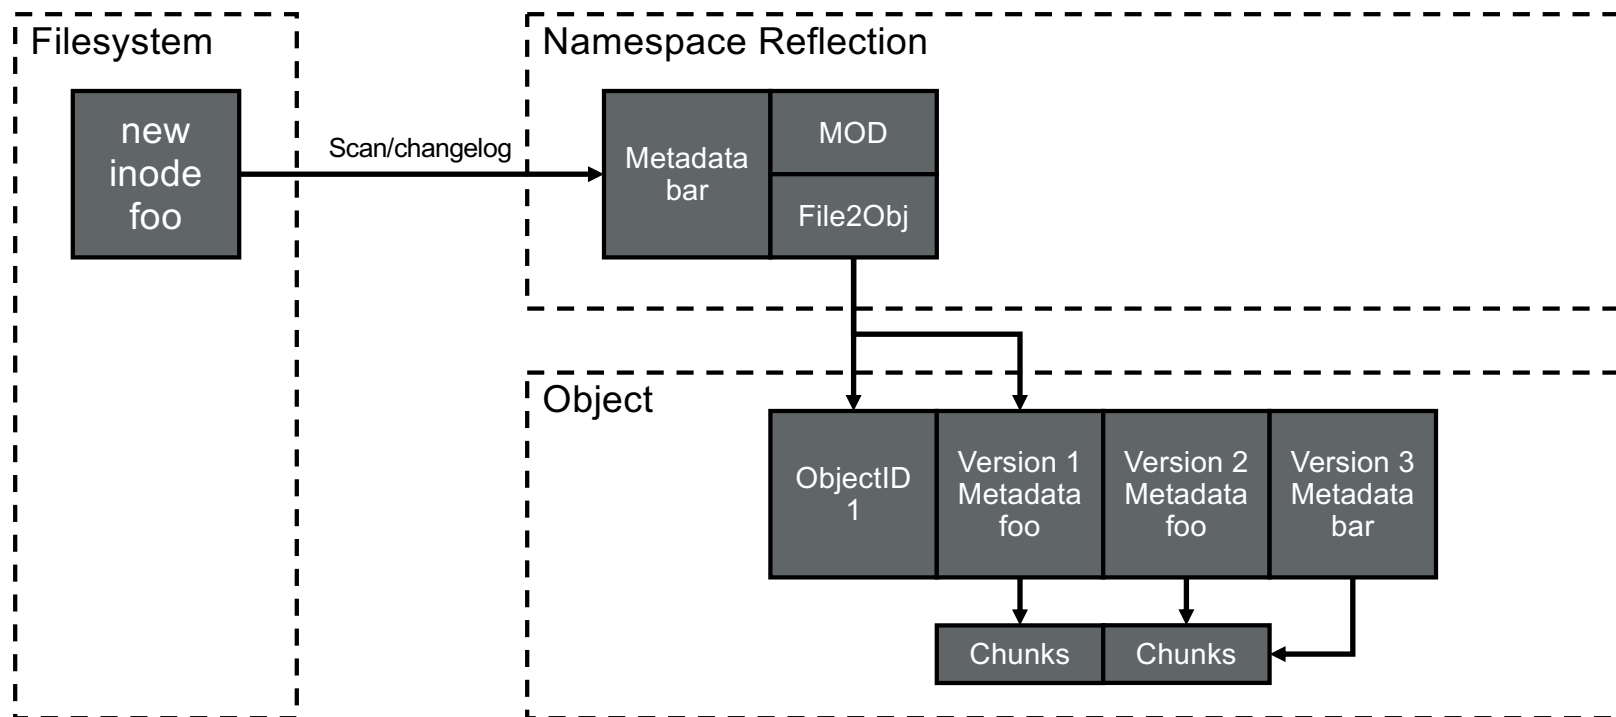 Filesystem
Namespace Reflection
new
inode
foo
Scan/changelog
Metadata
bar
MOD
File2Obj
Object
ObjectID
1
Version 1
Metadata
foo
Version 2
Metadata
foo
Version 3
Metadata
bar
Chunks
Chunks